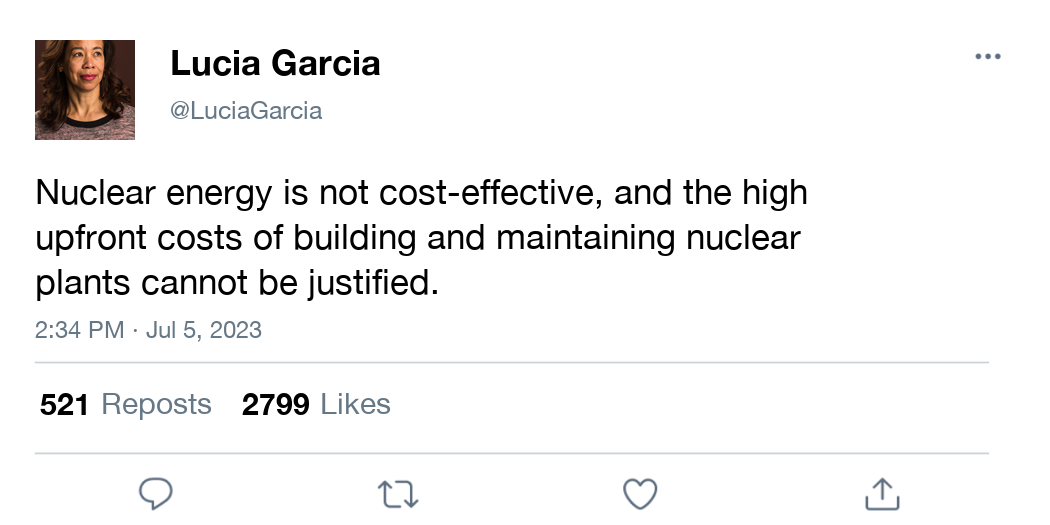 Lucia Garcia
@LuciaGarcia
Nuclear energy is not cost-effective, and the high
upfront costs of building and maintaining nuclear
plants cannot be justified.
2:34 PM · Jul 5, 2023
521 Reposts 2799 Likes